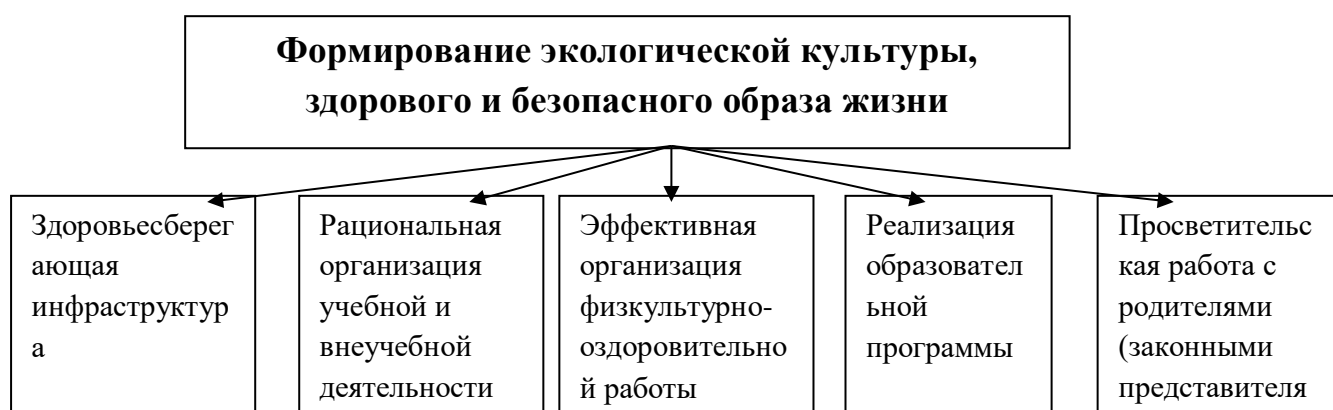 Формирование экологической культуры,
здорового и безопасного образа жизни
Здоровьесберег
ающая
инфраструктур
а
Рациональная
организация
учебной и
внеучебной
деятельности
Эффективная
организация
физкультурно-
оздоровительно
й работы
Реализация
образовател
ьной
программы
Просветительс
кая работа с
родителями
(законными
представителя